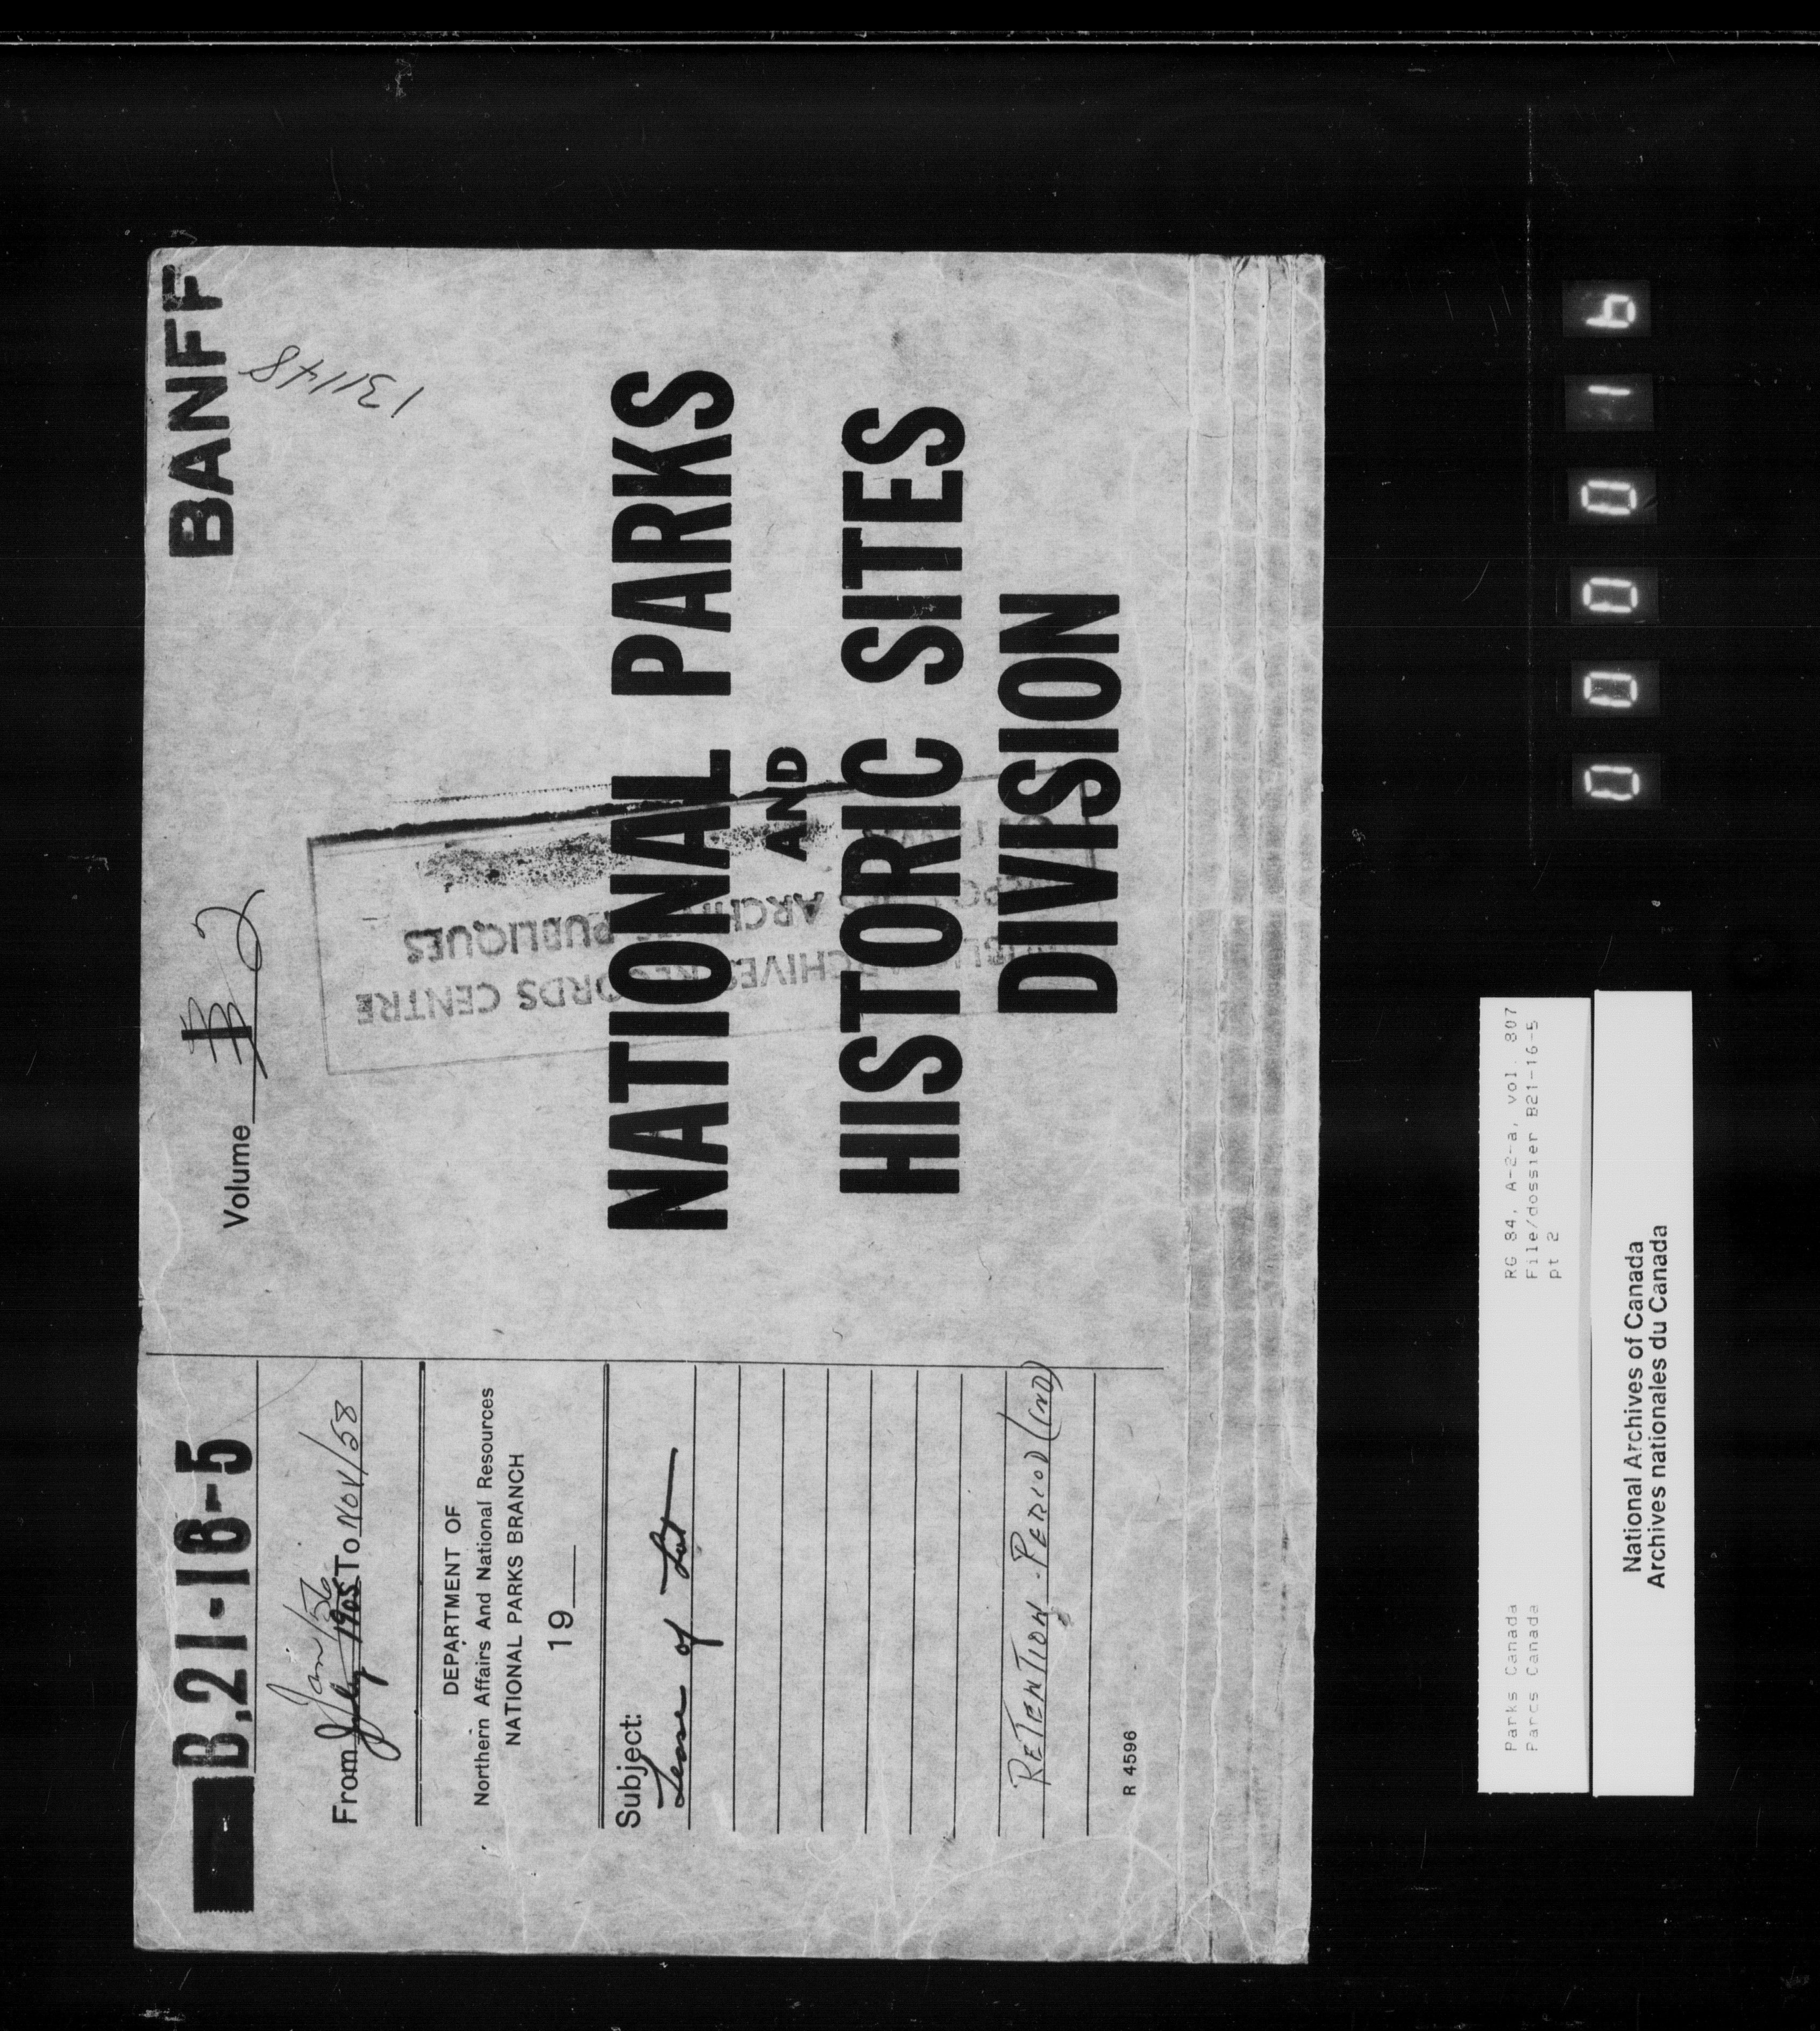 B,21-16-5
Volume 2
BANFF
131148
From July 1905 To Nov/58
Jan/56
DEPARTMENT OF
Northern Affairs And National Resources
NATIONAL PARKS BRANCH
19
Subject:
Lease of Lot
RETENTION-PERIOD (IND)
R 4596
NATIONAL PARKS
AND
HISTORIC SITES
DIVISION
PUBLIC ARCHIVES RECORDS CENTRE
ARCHIVES PUBLIQUES
Parks Canada
Parcs Canada
RG 84, A-2-a, vol. 807
File/dossier B21-16-5
pt 2
National Archives of Canada
Archives nationales du Canada